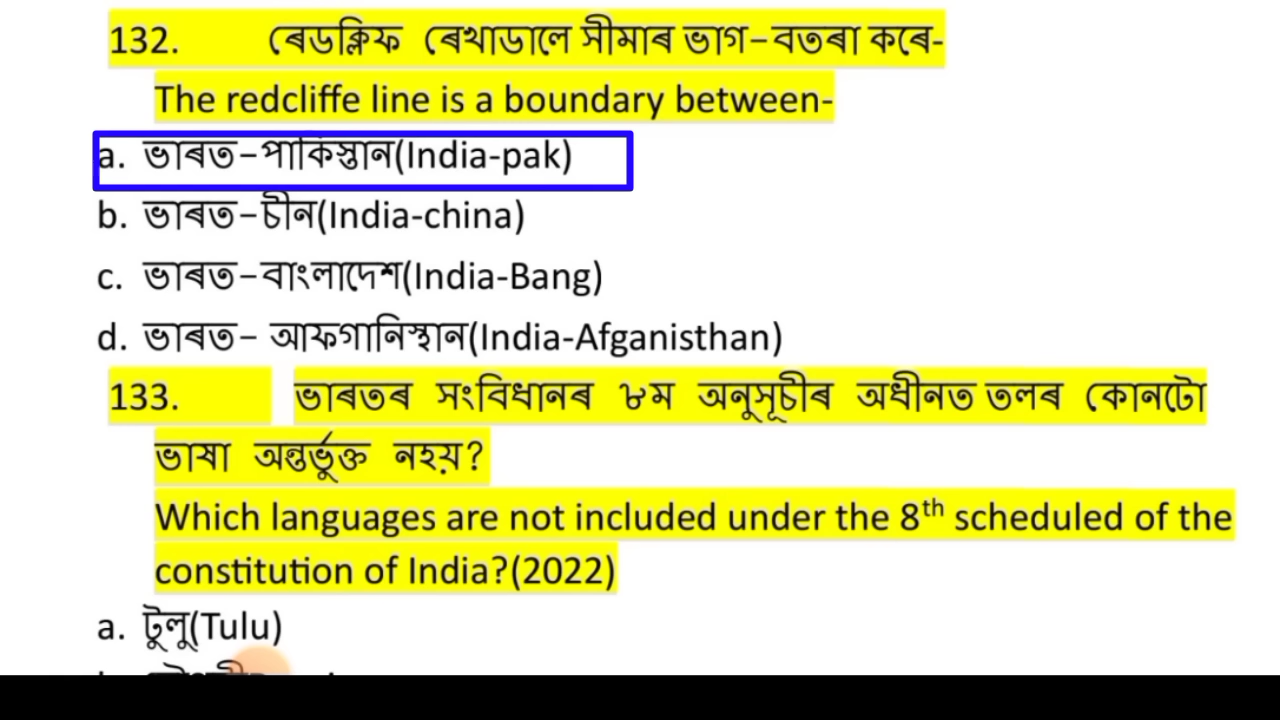 132. ৰেডক্লিফ ৰেখাডালে সীমাৰ ভাগ-বতৰা কৰে-
The redcliffe line is a boundary between-
a. ভাৰত-পাকিস্তান(India-pak)
b. ভাৰত-চীন(India-china)
c. ভাৰত-বাংলাদেশ(India-Bang)
d. ভাৰত- আফগানিস্থান(India-Afganisthan)
133. ভাৰতৰ সংবিধানৰ ৮ম অনুসূচীৰ অধীনত তলৰ কোনটো
ভাষা অন্তৰ্ভুক্ত নহয়?
Which languages are not included under the 8th scheduled of the
constitution of India?(2022)
a. টুলু(Tulu)